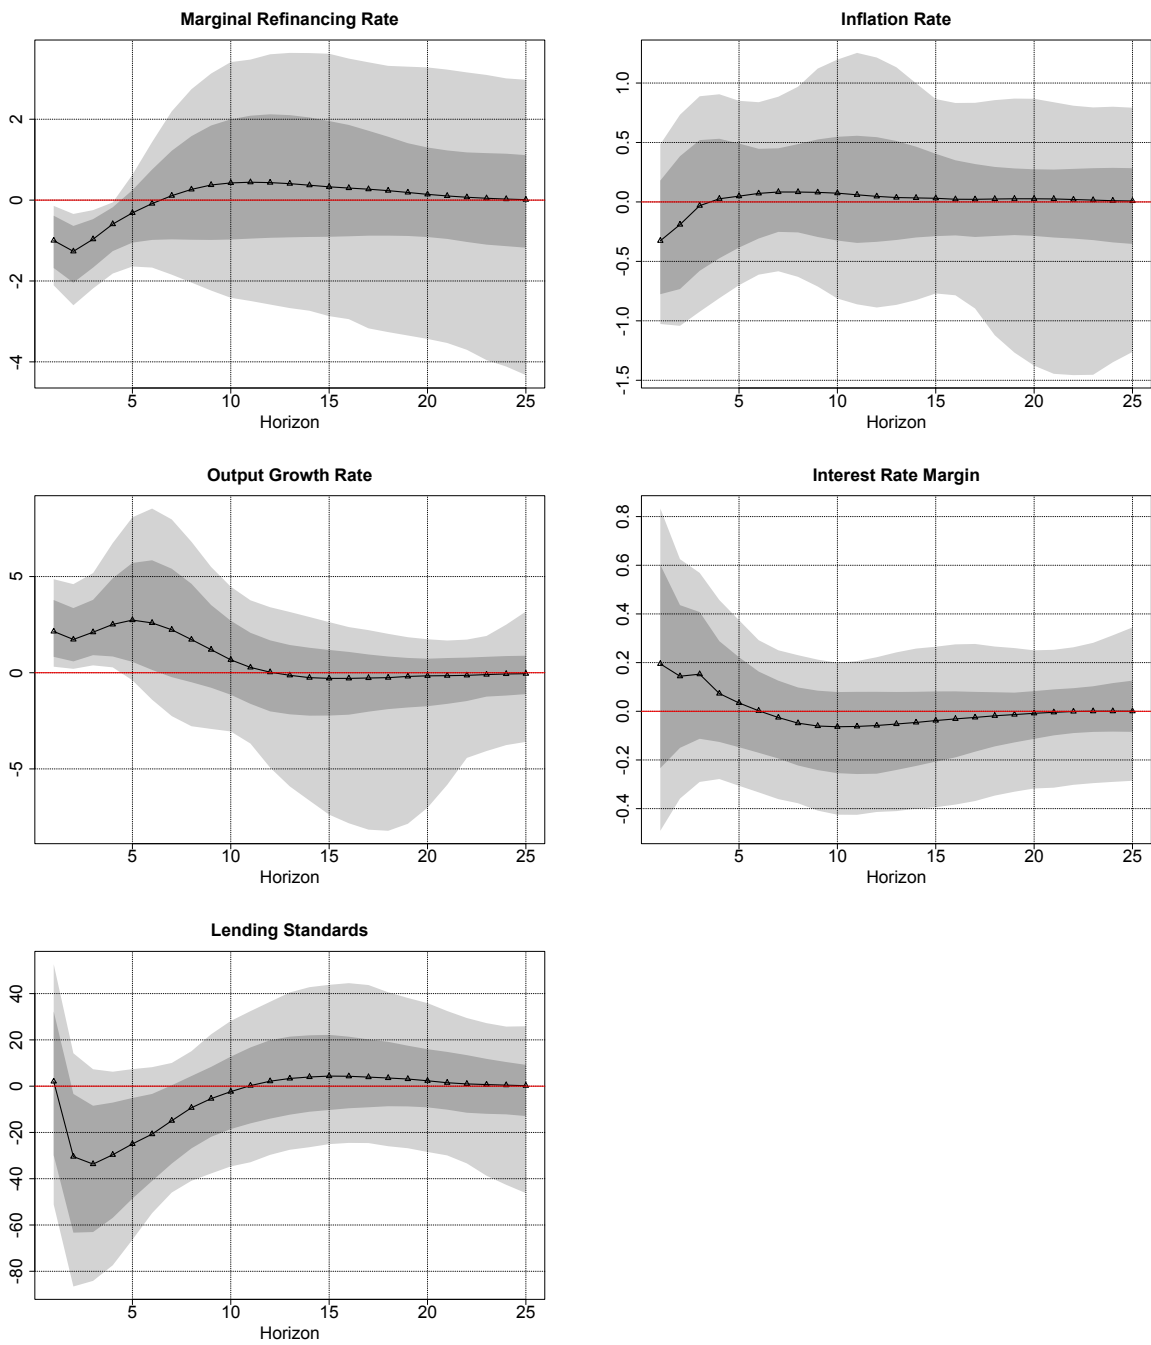 Marginal Refinancing Rate
2
0
-2
-4
5 10 15 20 25
Horizon
Inflation Rate
1.0
0.5
0.0
-0.5
-1.0
-1.5
5 10 15 20 25
Horizon
Output Growth Rate
5
0
-5
5 10 15 20 25
Horizon
Interest Rate Margin
0.8
0.6
0.4
0.2
0.0
-0.2
-0.4
5 10 15 20 25
Horizon
Lending Standards
40
20
0
-20
-40
-60
-80
5 10 15 20 25
Horizon